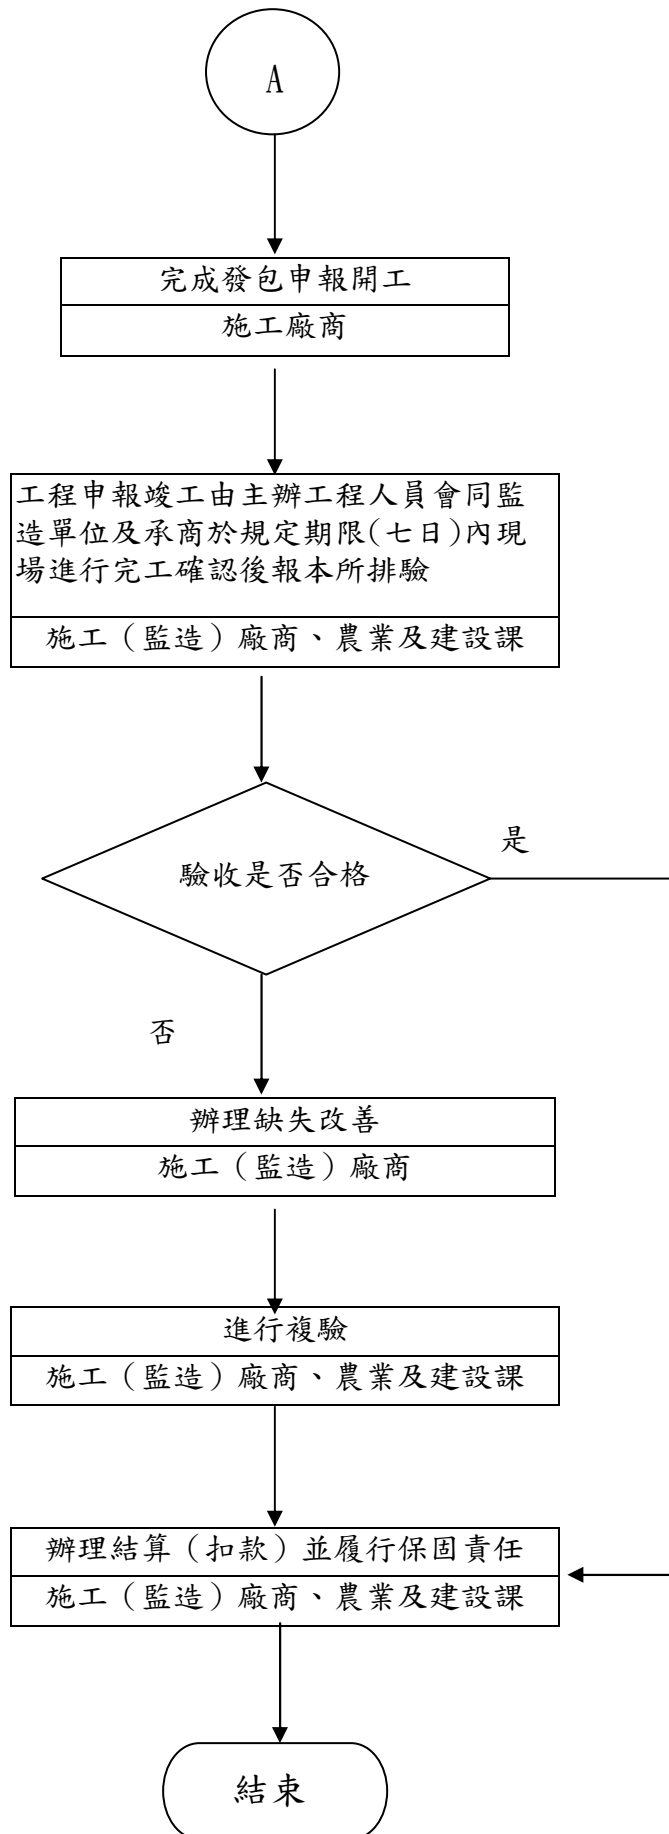 A
完成發包申報開工
施工廠商
工程申報竣工由主辦工程人員會同監
造單位及承商於規定期限(七日)內現
場進行完工確認後報本所排驗
施工（監造）廠商、農業及建設課
是
驗收是否合格
否
辦理缺失改善
施工（監造）廠商
進行複驗
施工（監造）廠商、農業及建設課
辦理結算（扣款）並履行保固責任
施工（監造）廠商、農業及建設課
結束